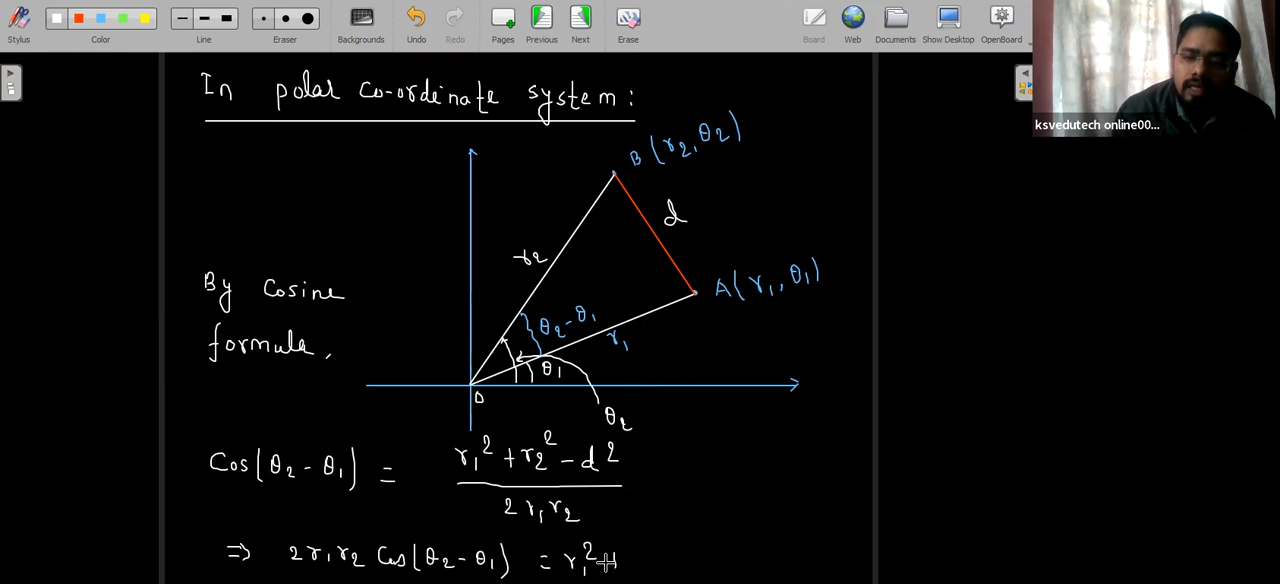 Stylus Color Line Eraser Backgrounds Undo Redo Pages Previous Next Erase Board Web Documents Show Desktop OpenBoard
ksvedutech online00...
In polar co-ordinate system:
B(r2, θ2)
d
r2
A(r1, θ1)
θ2-θ1
r1
θ1
O
θ2
By Cosine
formula,
Cos(θ2-θ1) = r1²+r2²-d² / 2r1r2
⇒ 2r1r2 Cos(θ2-θ1) = r1²+